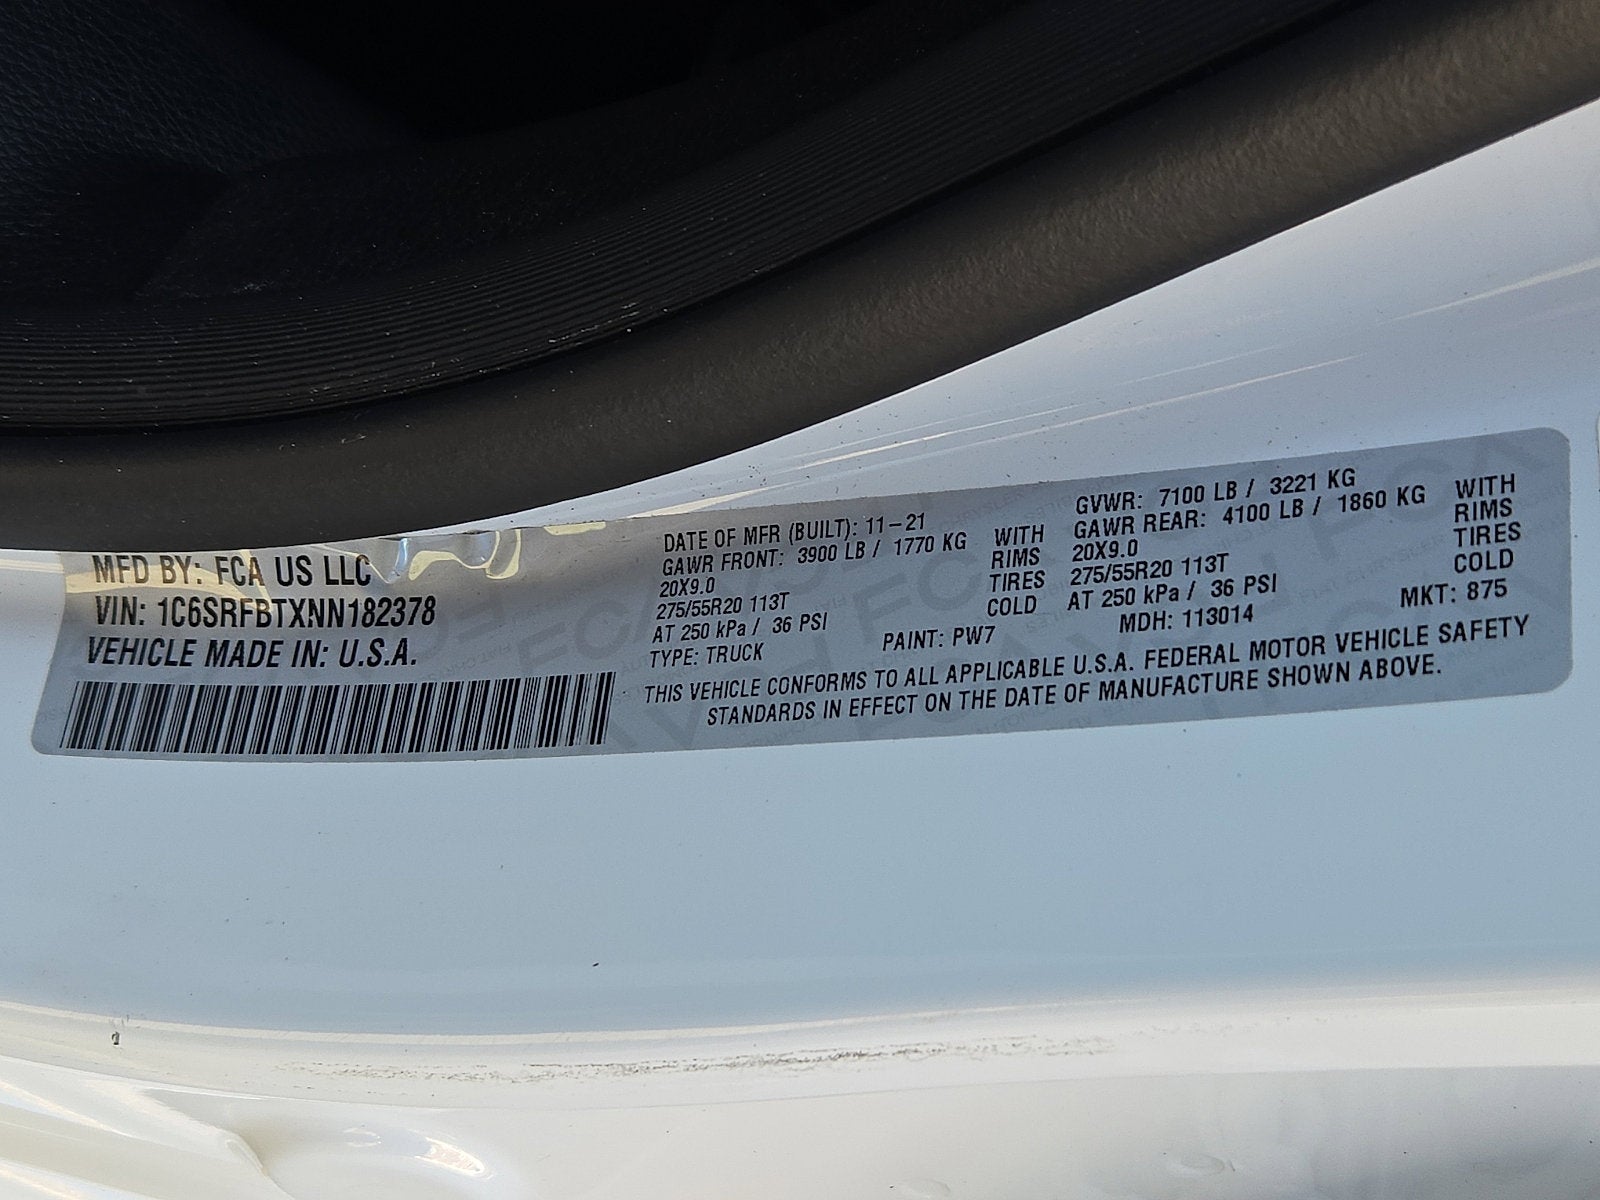 MFD BY: FCA US LLC
VIN: 1C6SRFBTXNN182378
VEHICLE MADE IN: U.S.A.
DATE OF MFR (BUILT): 11-21
GAWR FRONT: 3900 LB / 1770 KG WITH
20X9.0 RIMS
275/55R20 113T TIRES
AT 250 kPa / 36 PSI COLD
TYPE: TRUCK
GVWR: 7100 LB / 3221 KG
GAWR REAR: 4100 LB / 1860 KG WITH
20X9.0 RIMS
275/55R20 113T TIRES
AT 250 kPa / 36 PSI COLD
PAINT: PW7 MDH: 113014 MKT: 875
THIS VEHICLE CONFORMS TO ALL APPLICABLE U.S.A. FEDERAL MOTOR VEHICLE SAFETY
STANDARDS IN EFFECT ON THE DATE OF MANUFACTURE SHOWN ABOVE.